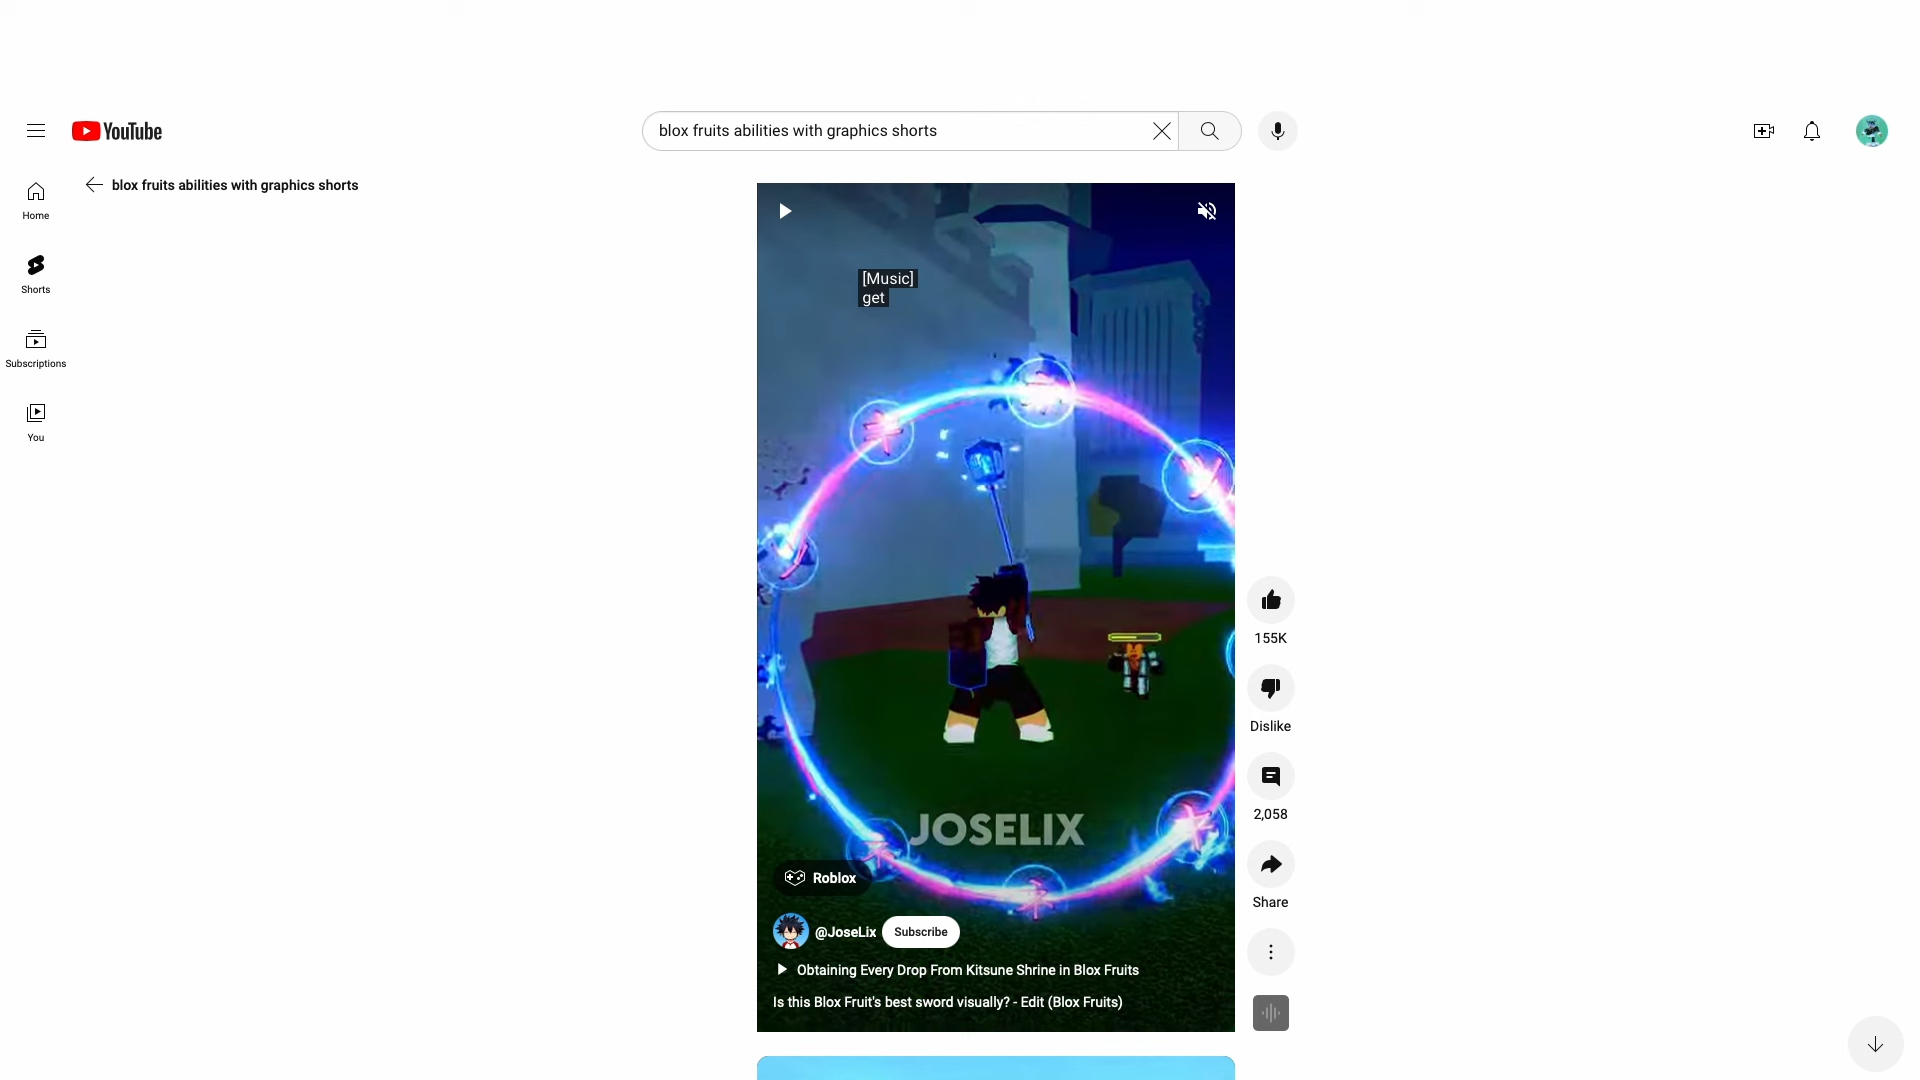 YouTube
blox fruits abilities with graphics shorts
blox fruits abilities with graphics shorts
Home
Shorts
Subscriptions
You
[Music]
get
JOSELIX
Roblox
@JoseLix
Subscribe
Obtaining Every Drop From Kitsune Shrine in Blox Fruits
Is this Blox Fruit's best sword visually? - Edit (Blox Fruits)
155K
Dislike
2,058
Share